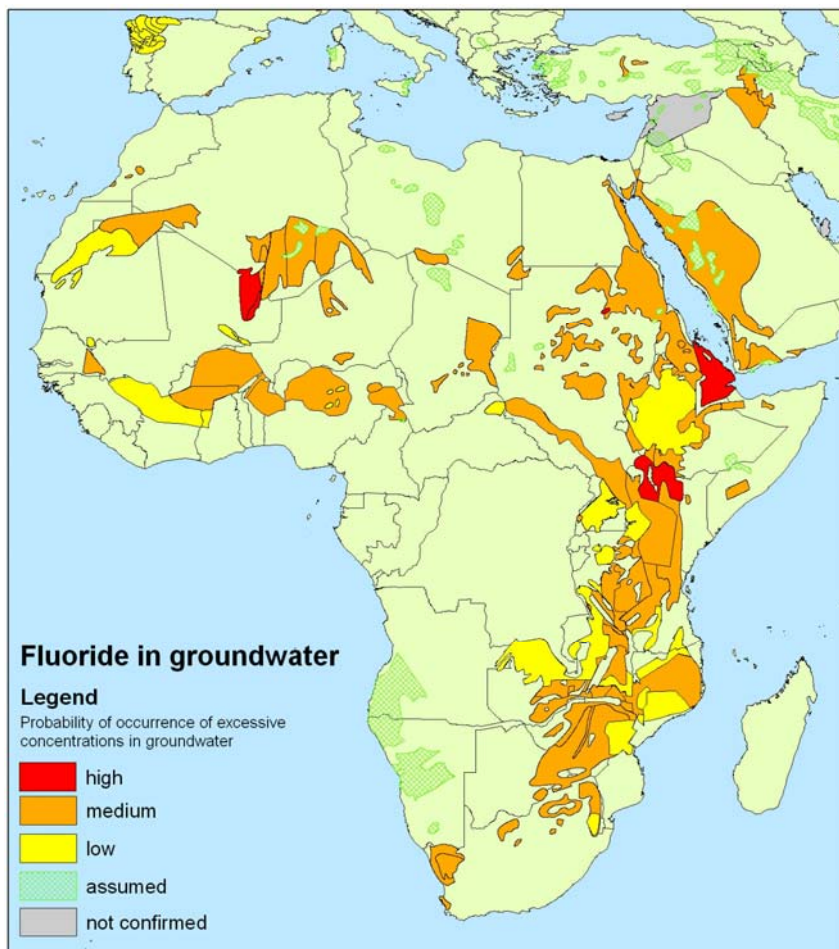 Fluoride in groundwater
Legend
Probability of occurrence of excessive
concentrations in groundwater
high
medium
low
assumed
not confirmed